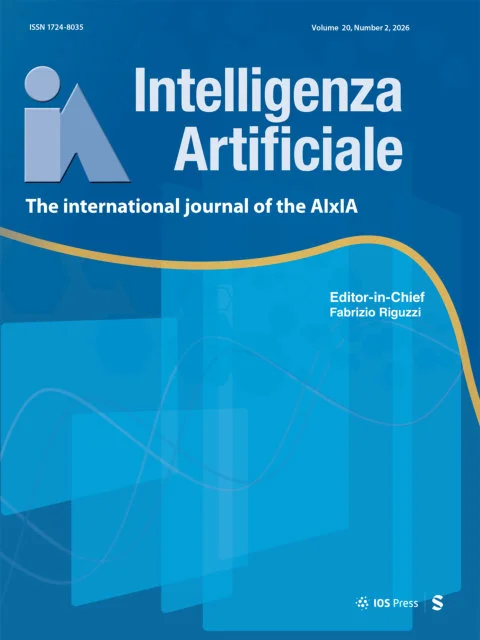 ISSN 1724-8035
Volume 20, Number 2, 2026
iA
Intelligenza
Artificiale
The international journal of the AIxIA
Editor-in-Chief
Fabrizio Riguzzi
IOS Press
S